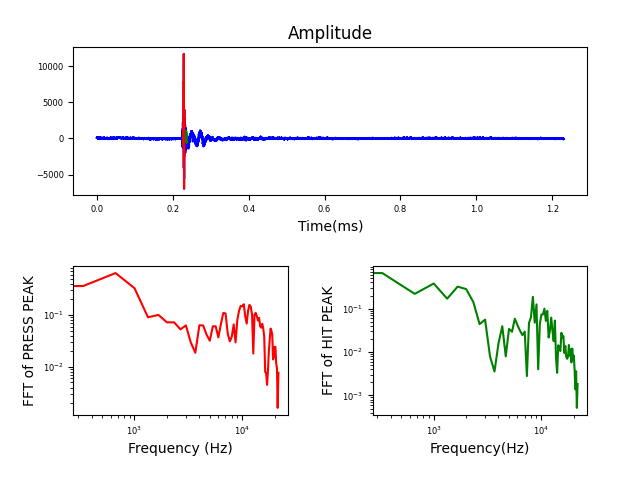 Amplitude
10000
5000
0
−5000
0.0 0.2 0.4 0.6 0.8 1.0 1.2
Time(ms)
FFT of PRESS PEAK
10⁻¹
10⁻²
10³ 10⁴
Frequency (Hz)
FFT of HIT PEAK
10⁻¹
10⁻²
10⁻³
10³ 10⁴
Frequency(Hz)